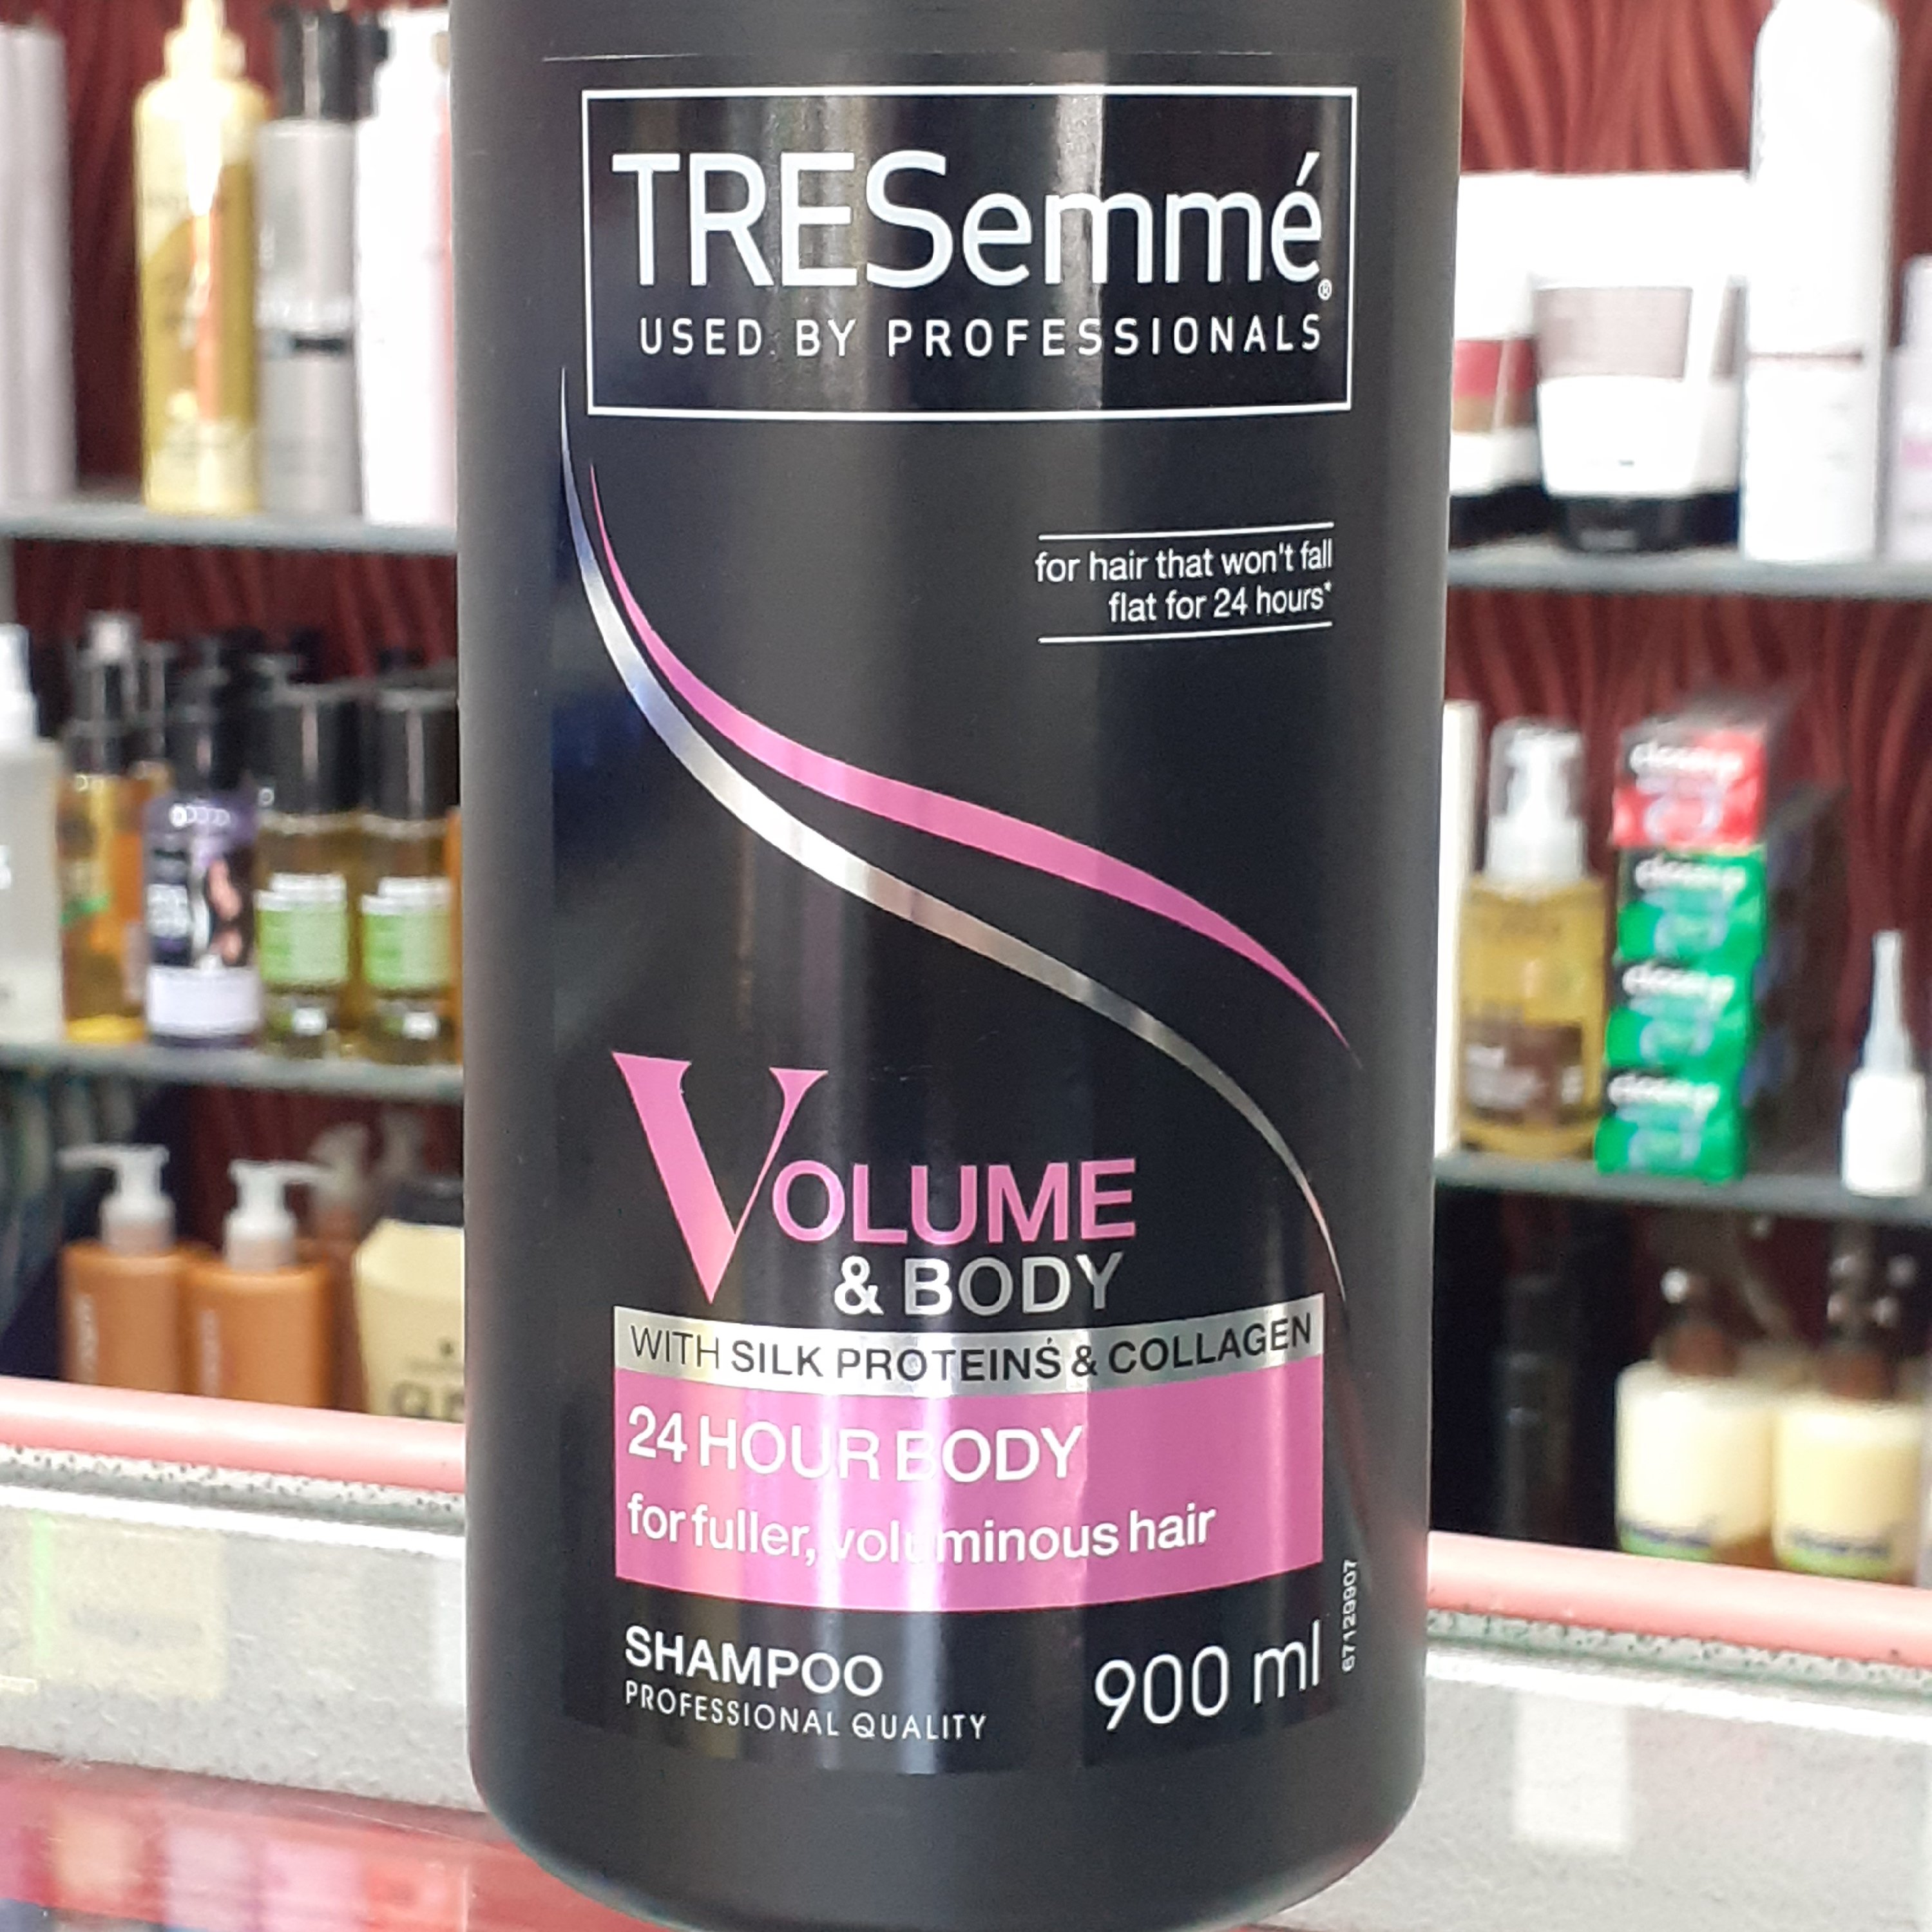 TRESemmé®
USED BY PROFESSIONALS
for hair that won't fall
flat for 24 hours*
VOLUME
& BODY
WITH SILK PROTEINS & COLLAGEN
24 HOUR BODY
for fuller, voluminous hair
SHAMPOO
PROFESSIONAL QUALITY
900 ml
67129907